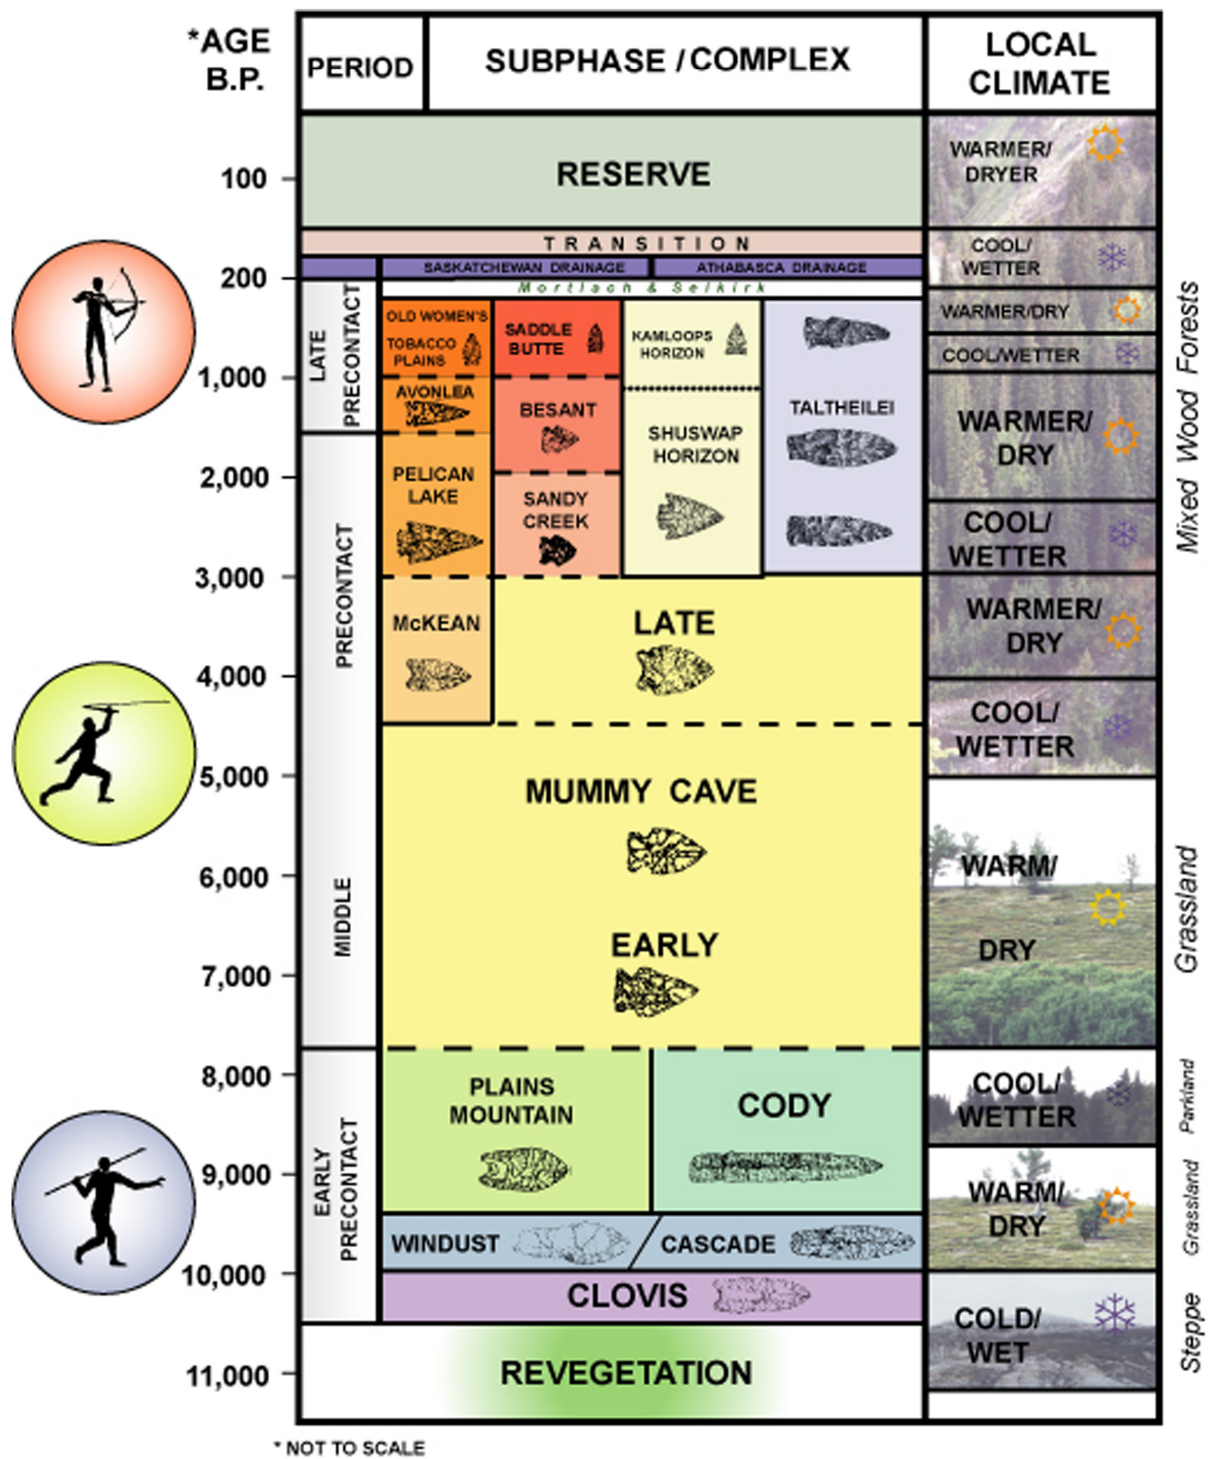 *AGE
B.P.
PERIOD
SUBPHASE / COMPLEX
LOCAL
CLIMATE
100
200
1,000
2,000
3,000
4,000
5,000
6,000
7,000
8,000
9,000
10,000
11,000
RESERVE
TRANSITION
SASKATCHEWAN DRAINAGE
ATHABASCA DRAINAGE
Mortlach & Selkirk
LATE
PRECONTACT
OLD WOMEN'S
TOBACCO
PLAINS
AVONLEA
PELICAN
LAKE
McKEAN
SADDLE
BUTTE
BESANT
SANDY
CREEK
KAMLOOPS
HORIZON
SHUSWAP
HORIZON
TALTHEILEI
MIDDLE PRECONTACT
LATE
MUMMY CAVE
EARLY
EARLY
PRECONTACT
PLAINS
MOUNTAIN
CODY
WINDUST / CASCADE
CLOVIS
REVEGETATION
WARMER/
DRYER
COOL/
WETTER
WARMER/DRY
COOL/WETTER
WARMER/
DRY
COOL/
WETTER
WARMER/
DRY
COOL/
WETTER
WARM/
DRY
COOL/
WETTER
WARM/
DRY
COLD/
WET
Mixed Wood Forests
Grassland
Parkland
Grassland
Steppe
* NOT TO SCALE